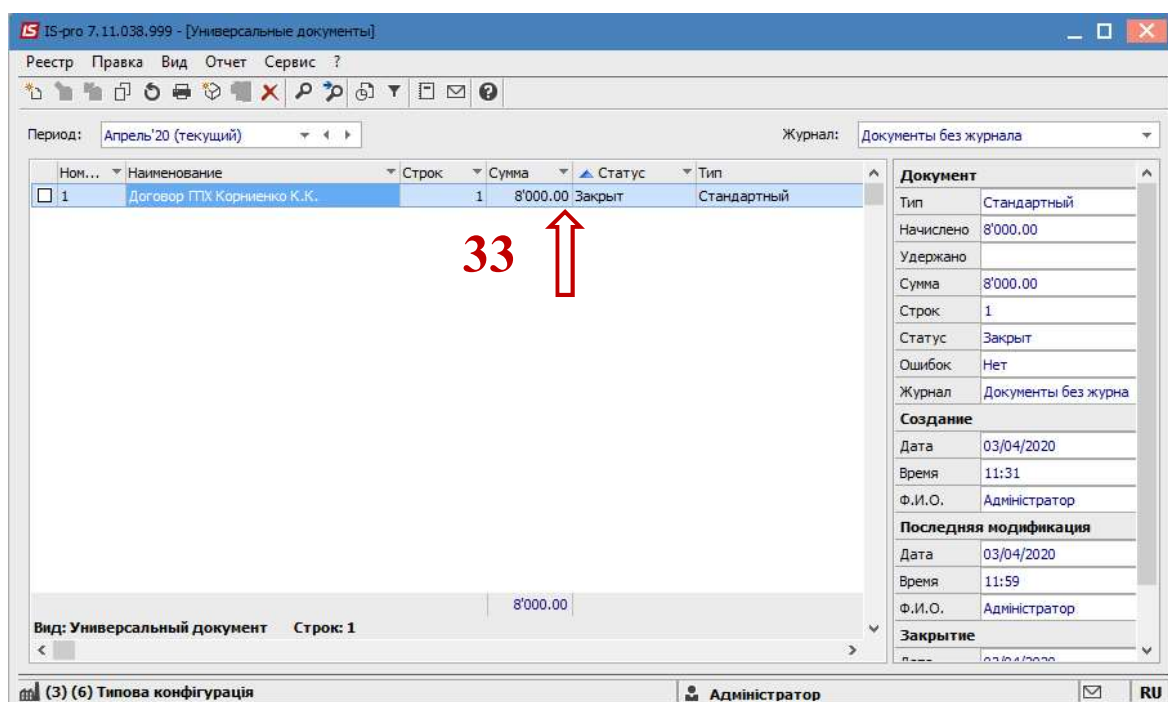 IS-pro 7.11.038.999 - [Универсальные документы]
Реестр Правка Вид Отчет Сервис ?
Период: Апрель'20 (текущий) Журнал: Документы без журнала
Ном... Наименование Строк Сумма Статус Тип
1 Договор ГПХ Корниенко К.К. 1 8'000.00 Закрыт Стандартный
33
8'000.00
Вид: Универсальный документ Строк: 1
Документ
Тип Стандартный
Начислено 8'000.00
Удержано
Сумма 8'000.00
Строк 1
Статус Закрыт
Ошибок Нет
Журнал Документы без журна
Создание
Дата 03/04/2020
Время 11:31
Ф.И.О. Адміністратор
Последняя модификация
Дата 03/04/2020
Время 11:59
Ф.И.О. Адміністратор
Закрытие
Дата 03/04/2020
(3) (6) Типова конфігурація Адміністратор RU